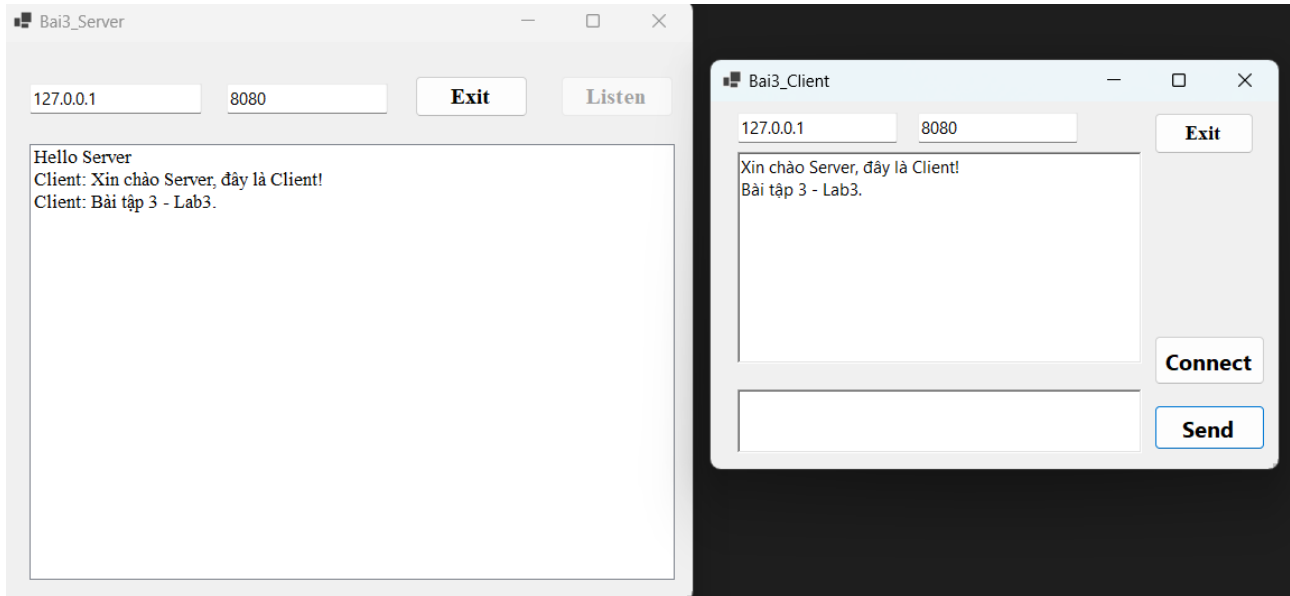 Bai3_Server
127.0.0.1 8080 Exit Listen
Hello Server
Client: Xin chào Server, đây là Client!
Client: Bài tập 3 - Lab3.
Bai3_Client
127.0.0.1 8080 Exit
Xin chào Server, đây là Client!
Bài tập 3 - Lab3.
Connect
Send